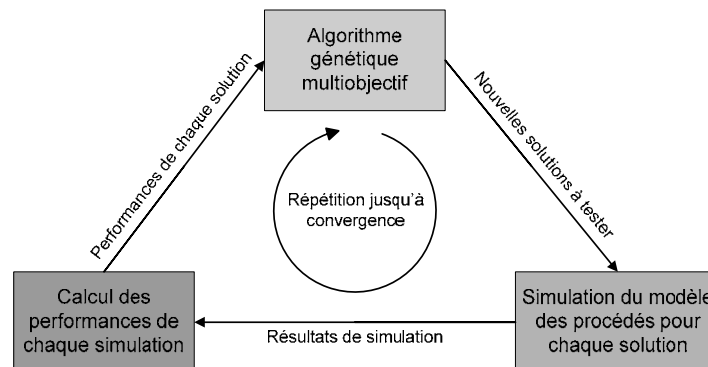 Algorithme
génétique
multiobjectif
Performances de chaque solution
Nouvelles solutions à tester
Répétition jusqu'à
convergence
Calcul des
performances de
chaque simulation
Résultats de simulation
Simulation du modèle
des procédés pour
chaque solution